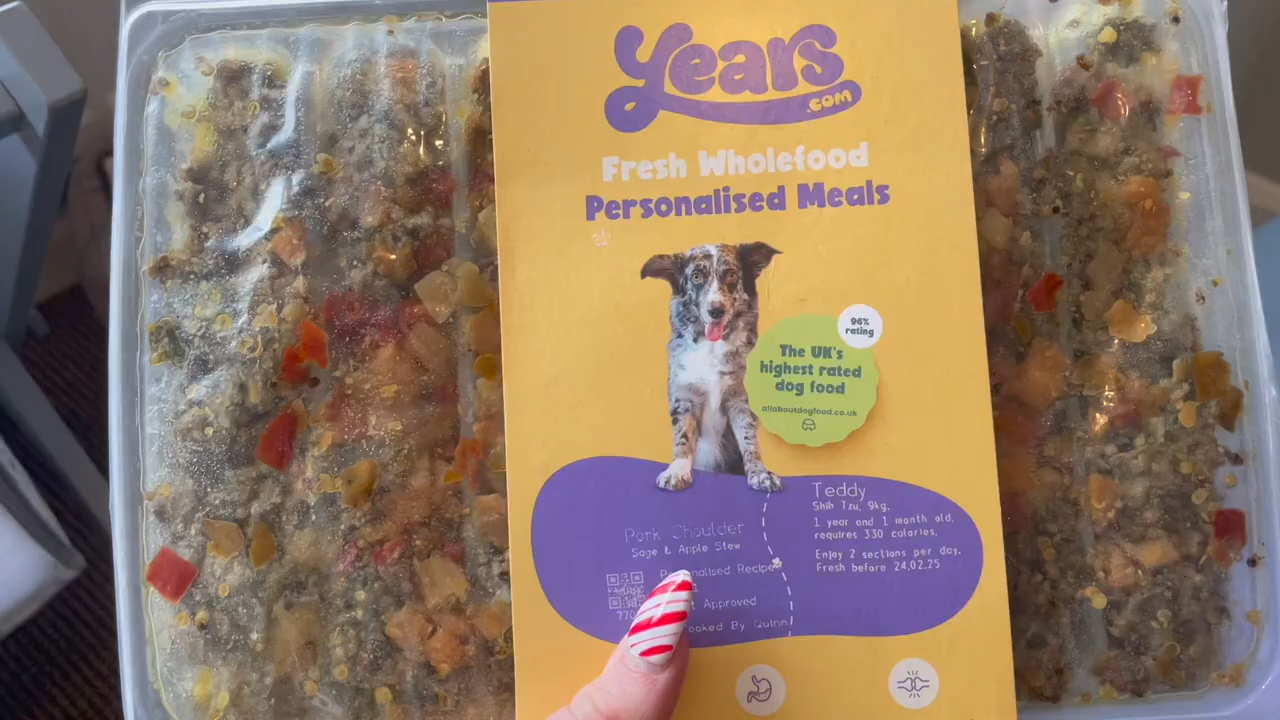 Years
.com
Fresh Wholefood
Personalised Meals
96%
rating
The UK's
highest rated
dog food
allaboutdogfood.co.uk
Pork Shoulder
Sage & Apple Stew
Recipe
Approved
By Quinn
Teddy
Shih Tzu, 9kg,
1 year and 1 month old,
requires 330 calories,
Enjoy 2 sections per day.
Fresh before 24.02.25